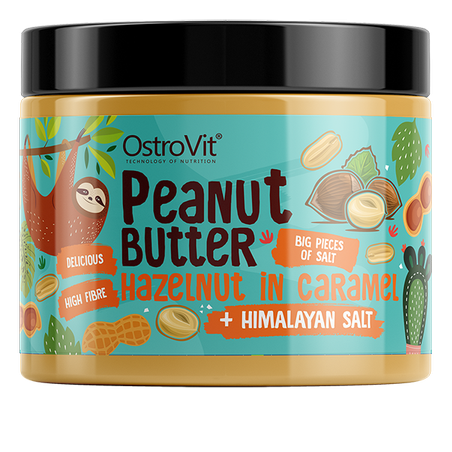 OstroVit®
TECHNOLOGY OF NUTRITION
Peanut
Butter
BIG PIECES
OF SALT
DELICIOUS
HIGH FIBRE
Hazelnut in caramel
+ HIMALAYAN SALT